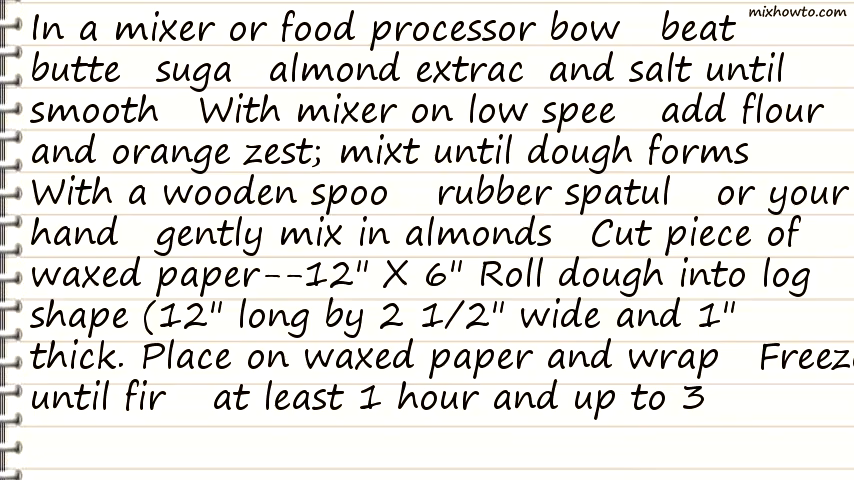 mixhowto.com
In a mixer or food processor bow beat
butte suga almond extrac and salt until
smooth With mixer on low spee add flour
and orange zest; mixt until dough forms
With a wooden spoo rubber spatul or your
hand gently mix in almonds Cut piece of
waxed paper--12" X 6" Roll dough into log
shape (12" long by 2 1/2" wide and 1"
thick. Place on waxed paper and wrap Freez
until fir at least 1 hour and up to 3